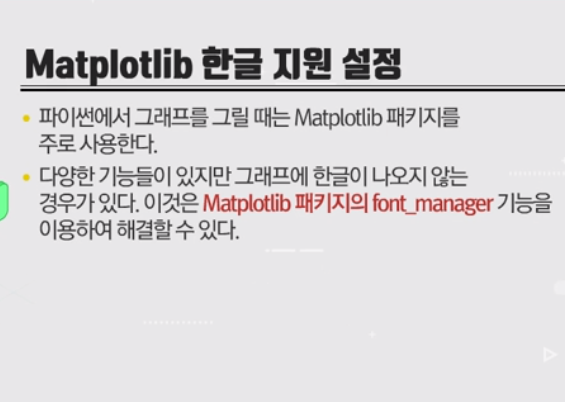 Matplotlib 한글 지원 설정
• 파이썬에서 그래프를 그릴 때는 Matplotlib 패키지를
주로 사용한다.
• 다양한 기능들이 있지만 그래프에 한글이 나오지 않는
경우가 있다. 이것은 Matplotlib 패키지의 font_manager 기능을
이용하여 해결할 수 있다.